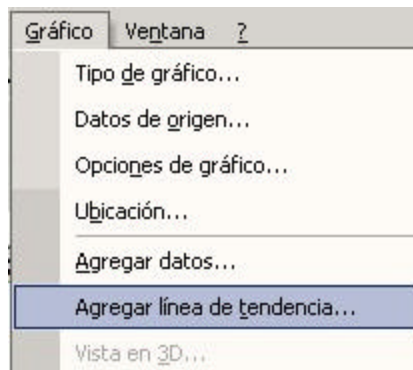 Gráfico Ventana ?
Tipo de gráfico...
Datos de origen...
Opciones de gráfico...
Ubicación...
Agregar datos...
Agregar línea de tendencia...
Vista en 3D...